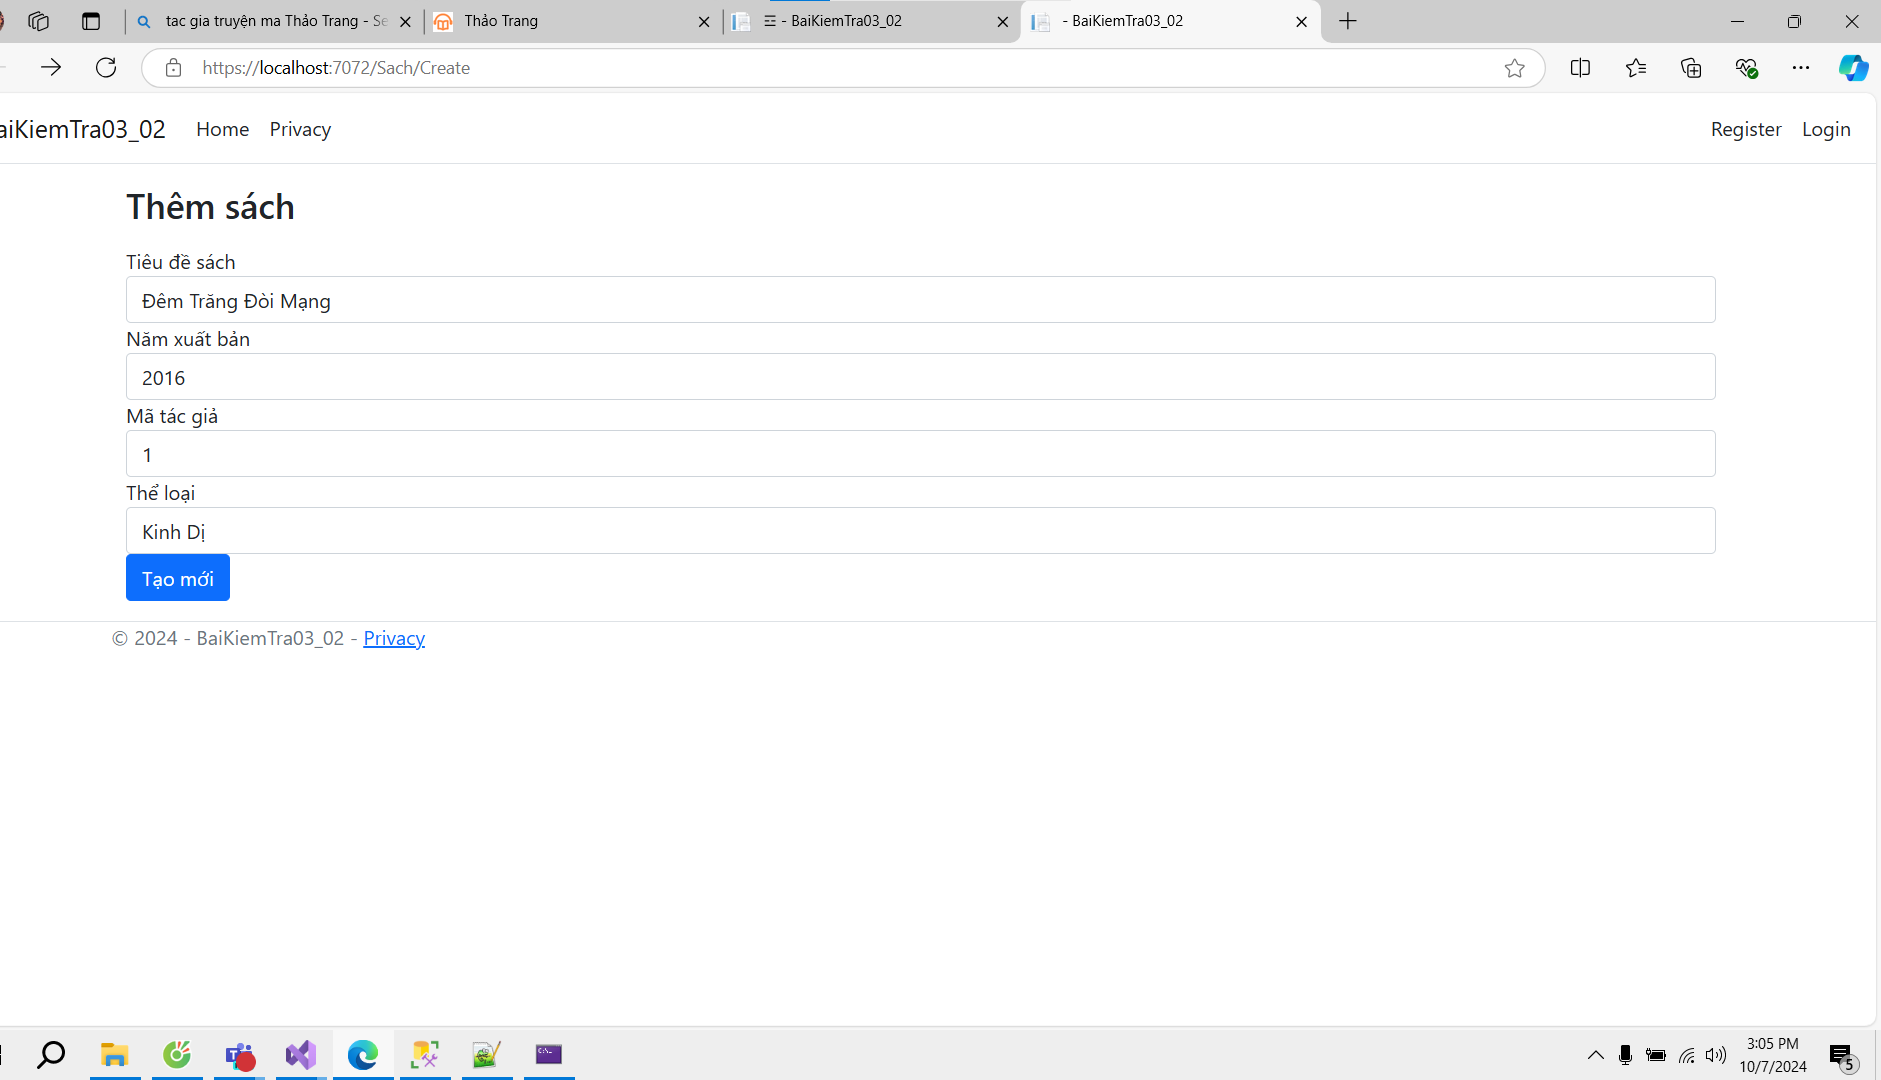 tac gia truyện ma Thảo Trang - Se
Thảo Trang
Ξ - BaiKiemTra03_02
- BaiKiemTra03_02
https://localhost:7072/Sach/Create
aiKiemTra03_02
Home
Privacy
Register
Login
Thêm sách
Tiêu đề sách
Đêm Trăng Đòi Mạng
Năm xuất bản
2016
Mã tác giả
1
Thể loại
Kinh Dị
Tạo mới
© 2024 - BaiKiemTra03_02 - Privacy
3:05 PM
10/7/2024
5